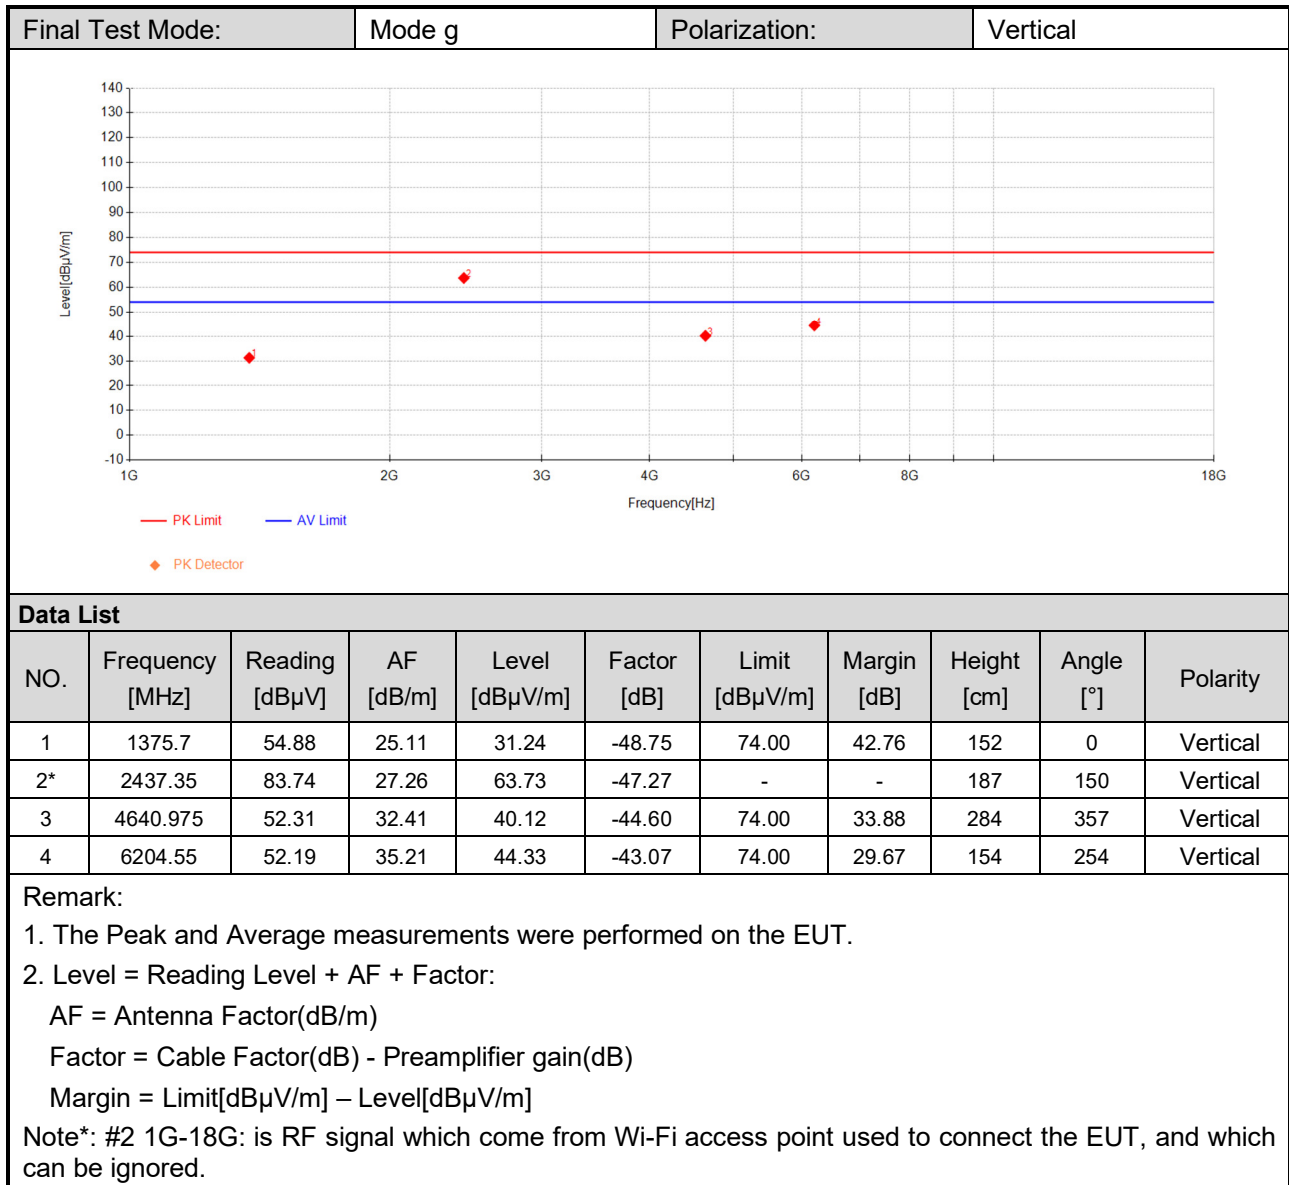 Final Test Mode: Mode g Polarization: Vertical
140
130
120
110
100
90
80
70
60
50
40
30
20
10
0
-10
Level[dBμV/m]
1
2
3
4
1G 2G 3G 4G 6G 8G 18G
Frequency[Hz]
PK Limit AV Limit
PK Detector
Data List
NO. Frequency [MHz] Reading [dBμV] AF [dB/m] Level [dBμV/m] Factor [dB] Limit [dBμV/m] Margin [dB] Height [cm] Angle [°] Polarity
1 1375.7 54.88 25.11 31.24 -48.75 74.00 42.76 152 0 Vertical
2* 2437.35 83.74 27.26 63.73 -47.27 - - 187 150 Vertical
3 4640.975 52.31 32.41 40.12 -44.60 74.00 33.88 284 357 Vertical
4 6204.55 52.19 35.21 44.33 -43.07 74.00 29.67 154 254 Vertical
Remark:
1. The Peak and Average measurements were performed on the EUT.
2. Level = Reading Level + AF + Factor:
AF = Antenna Factor(dB/m)
Factor = Cable Factor(dB) - Preamplifier gain(dB)
Margin = Limit[dBμV/m] – Level[dBμV/m]
Note*: #2 1G-18G: is RF signal which come from Wi-Fi access point used to connect the EUT, and which
can be ignored.